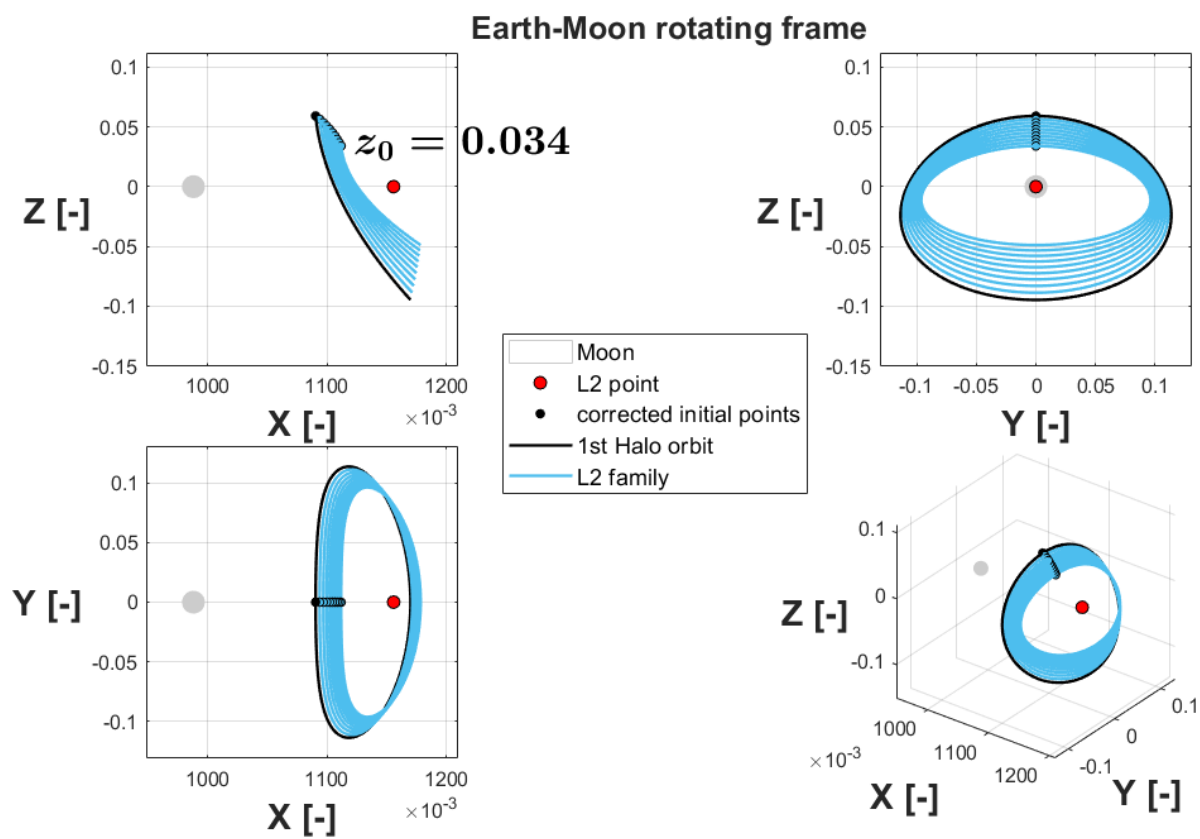 Earth-Moon rotating frame
0.1
0.05
0
-0.05
-0.1
-0.15
Z [-]
z₀ = 0.034
1000
1100
1200
×10⁻³
X [-]
0.1
0.05
0
-0.05
-0.1
-0.15
Z [-]
-0.1
-0.05
0
0.05
0.1
Y [-]
Moon
L2 point
corrected initial points
1st Halo orbit
L2 family
0.1
0.05
0
-0.05
-0.1
Y [-]
1000
1100
1200
×10⁻³
X [-]
0.1
0
-0.1
Z [-]
1000
1100
1200
×10⁻³
X [-]
0.1
0
-0.1
Y [-]